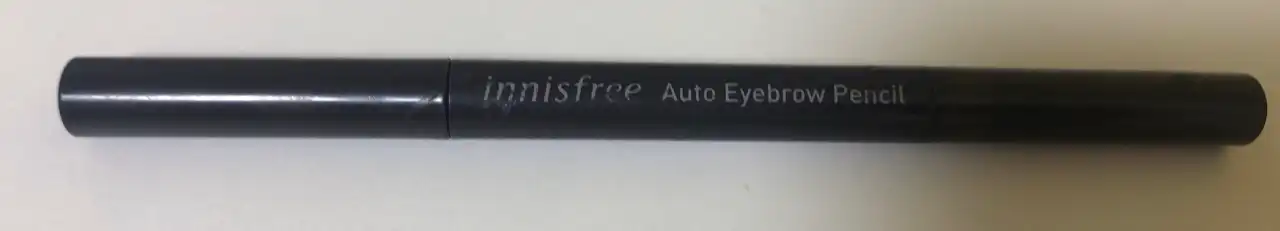 innisfree Auto Eyebrow Pencil